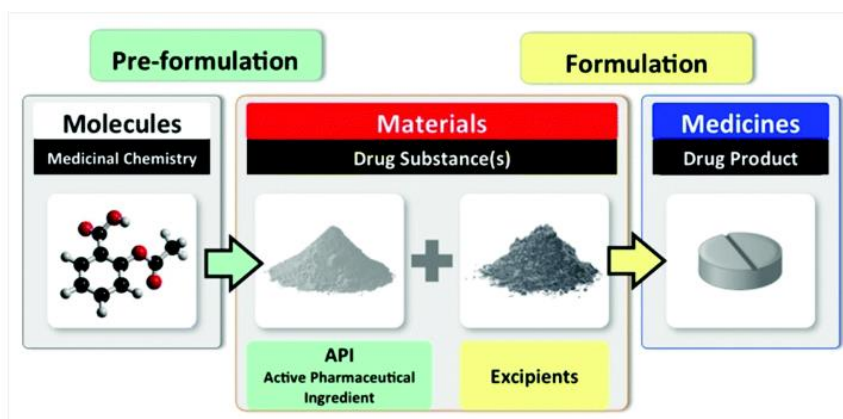 Pre-formulation
Formulation
Molecules
Medicinal Chemistry
Materials
Drug Substance(s)
Medicines
Drug Product
API
Active Pharmaceutical
Ingredient
Excipients